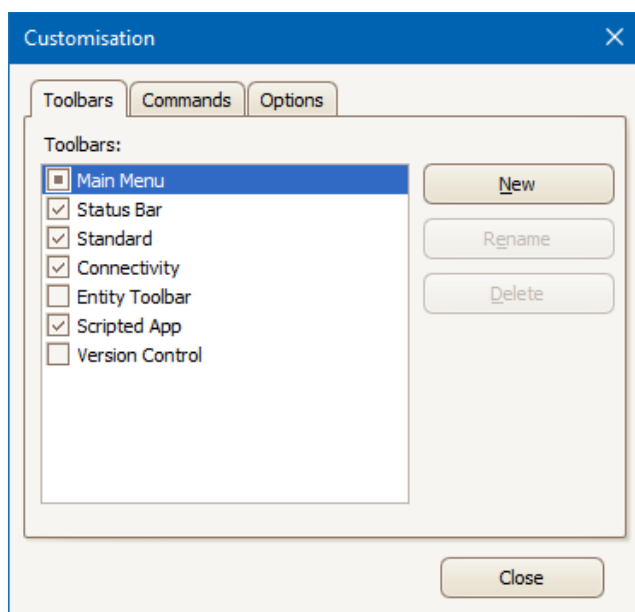 Customisation
Toolbars Commands Options
Toolbars:
Main Menu
Status Bar
Standard
Connectivity
Entity Toolbar
Scripted App
Version Control
New
Rename
Delete
Close